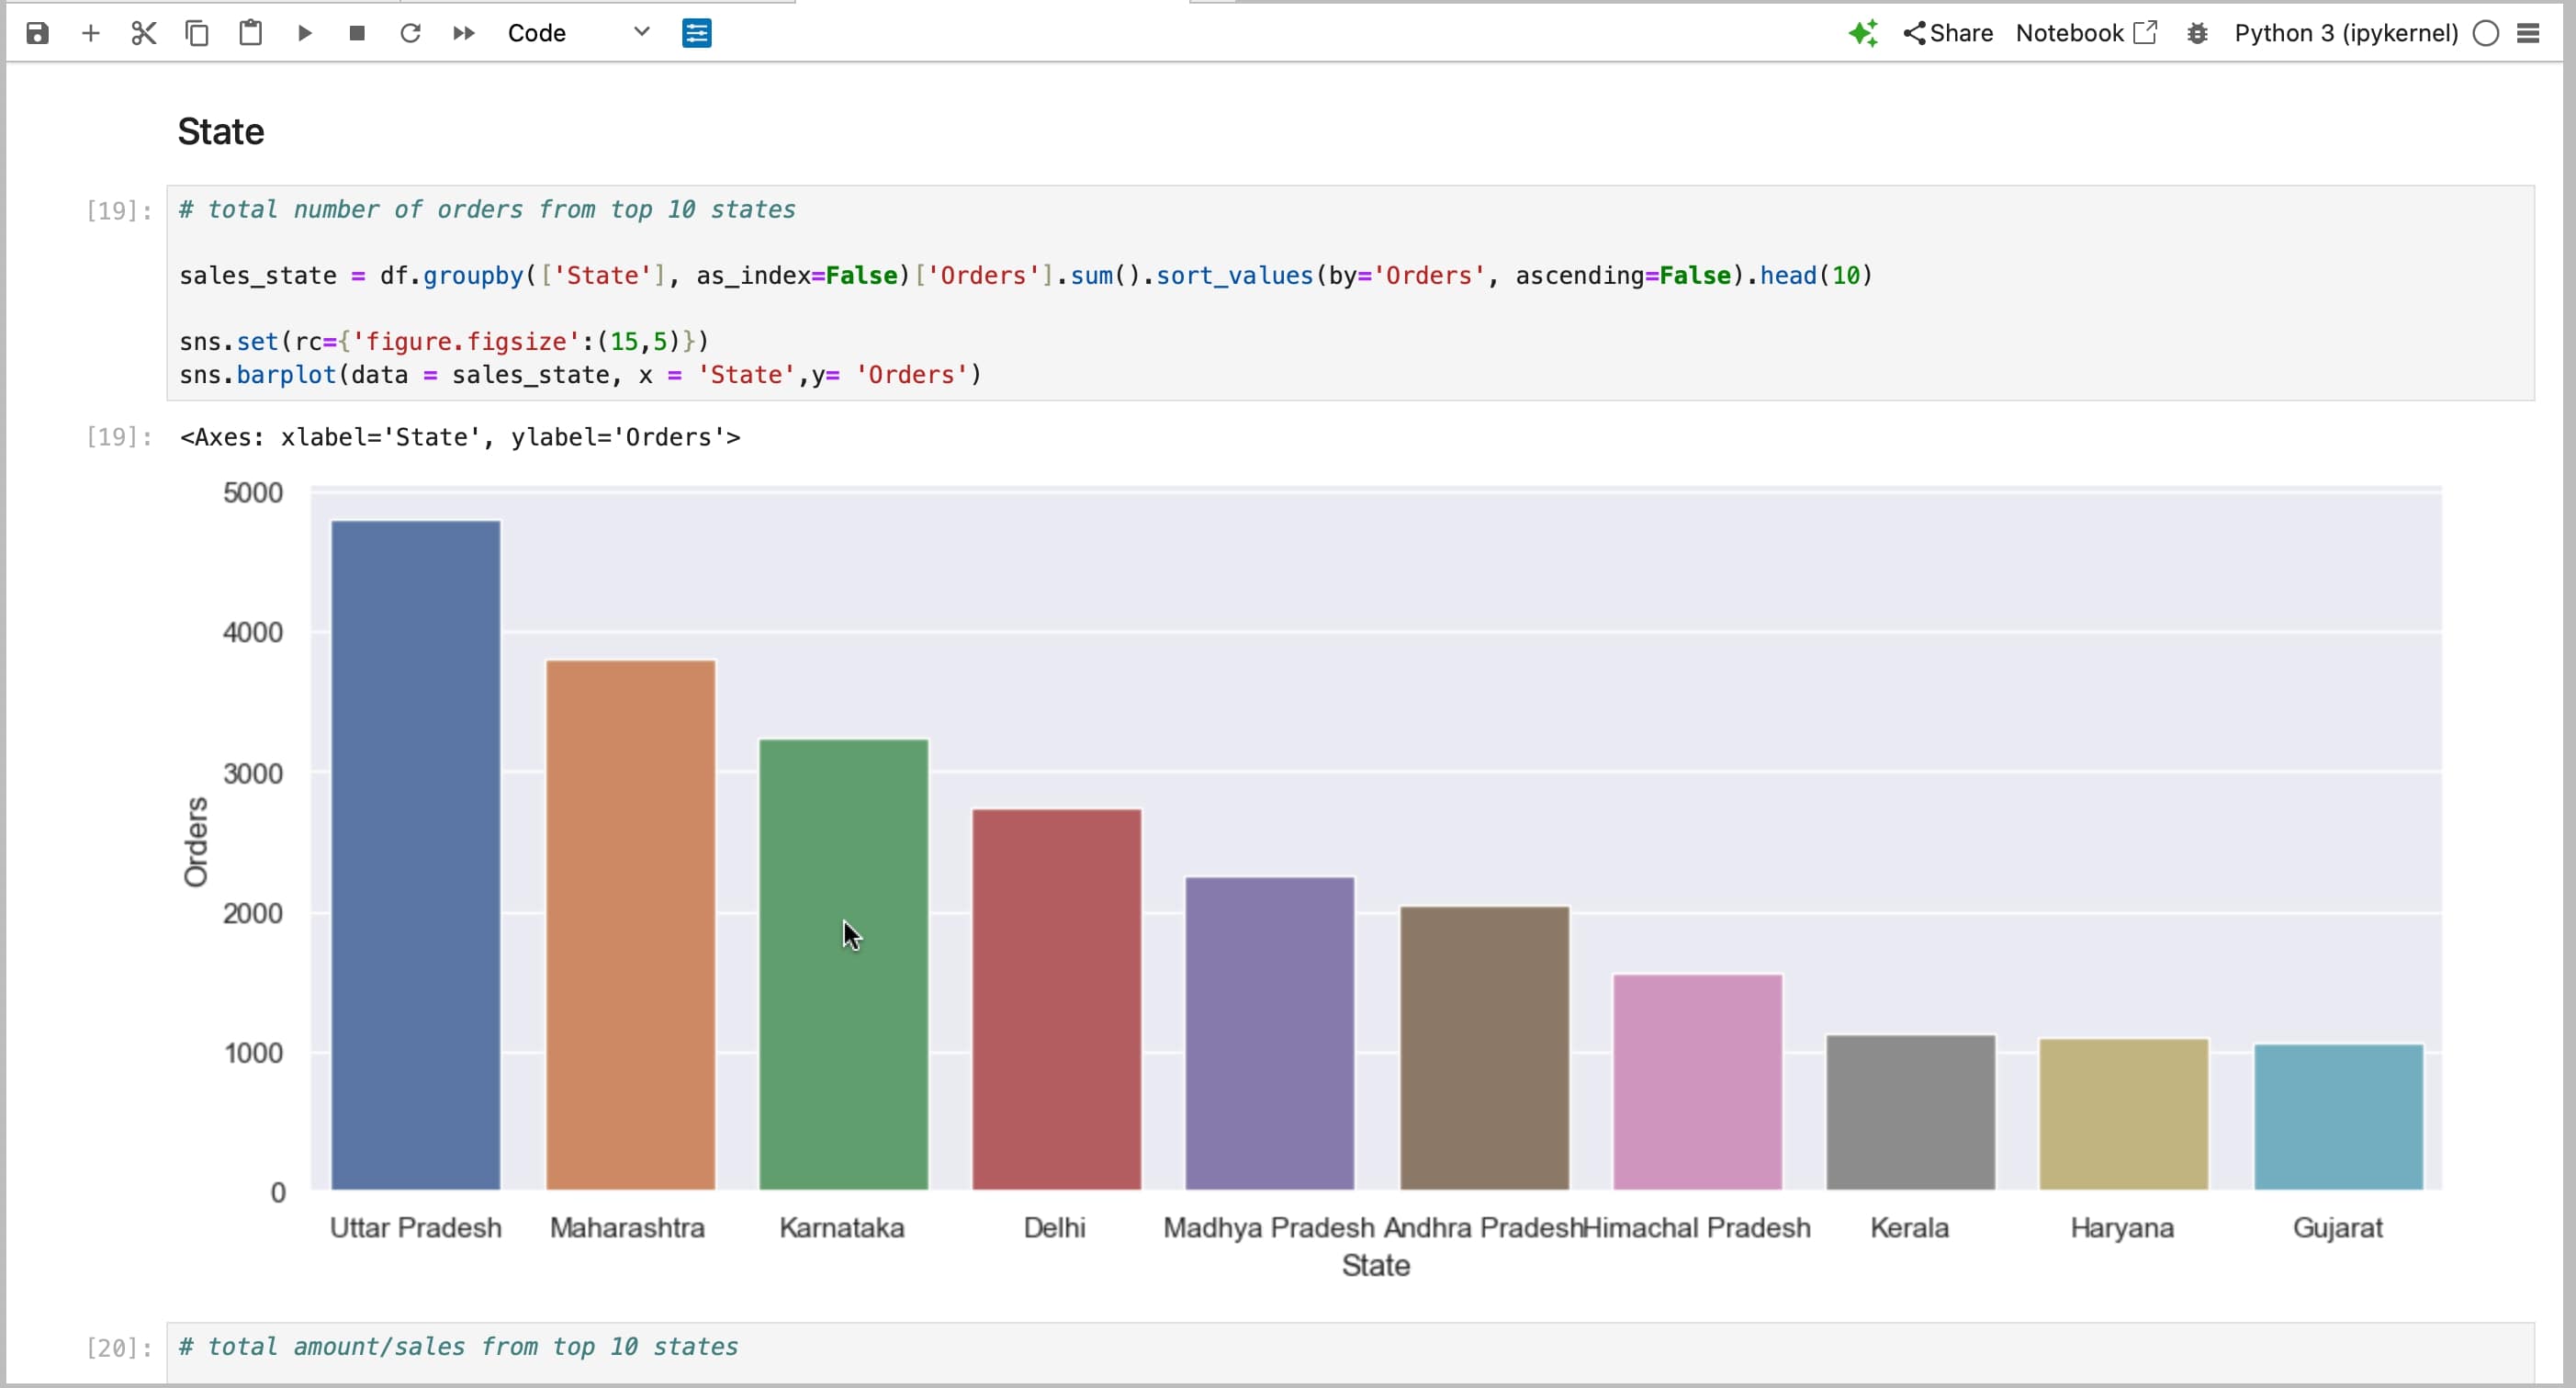 Code
Share
Notebook
Python 3 (ipykernel)
State
[19]:
# total number of orders from top 10 states
sales_state = df.groupby(['State'], as_index=False)['Orders'].sum().sort_values(by='Orders', ascending=False).head(10)
sns.set(rc={'figure.figsize':(15,5)})
sns.barplot(data = sales_state, x = 'State',y= 'Orders')
[19]: <Axes: xlabel='State', ylabel='Orders'>
5000
4000
3000
2000
1000
0
Orders
Uttar Pradesh Maharashtra Karnataka Delhi Madhya Pradesh Andhra Pradesh Himachal Pradesh Kerala Haryana Gujarat
State
[20]: # total amount/sales from top 10 states